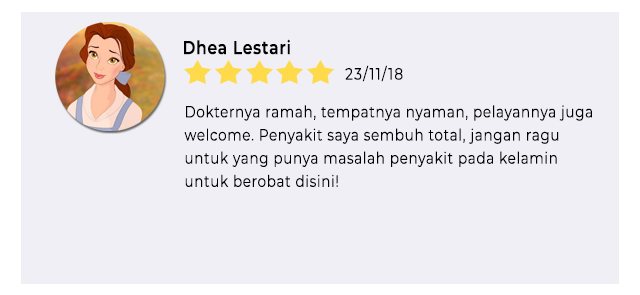 Dhea Lestari
23/11/18
Dokternya ramah, tempatnya nyaman, pelayannya juga
welcome. Penyakit saya sembuh total, jangan ragu
untuk yang punya masalah penyakit pada kelamin
untuk berobat disini!